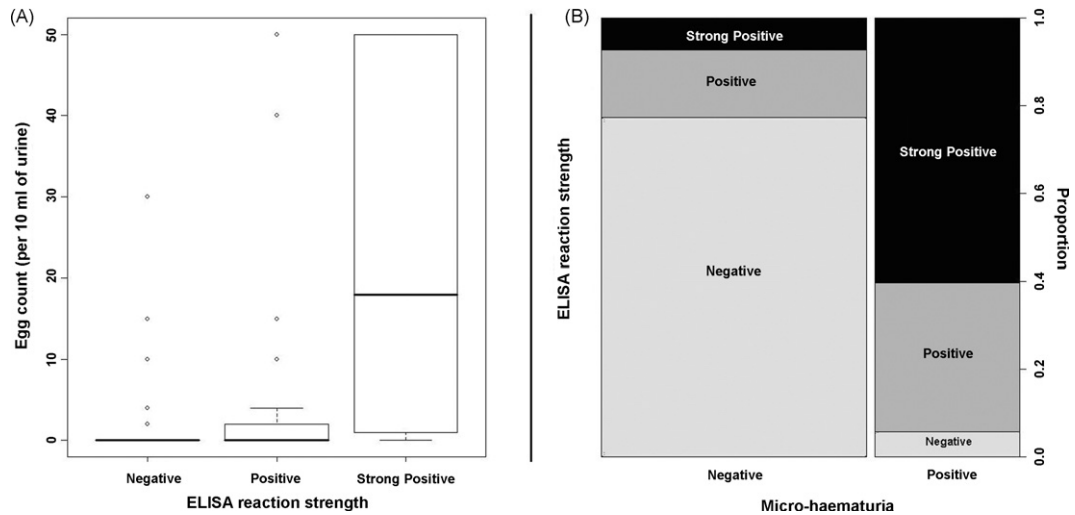 (A)
Egg count (per 10 ml of urine)
50
40
30
20
10
0
Negative Positive Strong Positive
ELISA reaction strength
(B)
ELISA reaction strength
Strong Positive
Positive
Negative
Strong Positive
Positive
Negative
1.0
0.8
0.6
0.4
0.2
0.0
Proportion
Negative Positive
Micro-haematuria